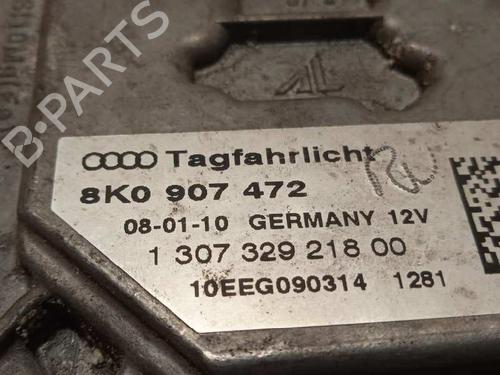 B-PARTS
Tagfahrlicht
8K0 907 472
08-01-10 GERMANY 12V
1 307 329 218 00
10EEG090314 1281